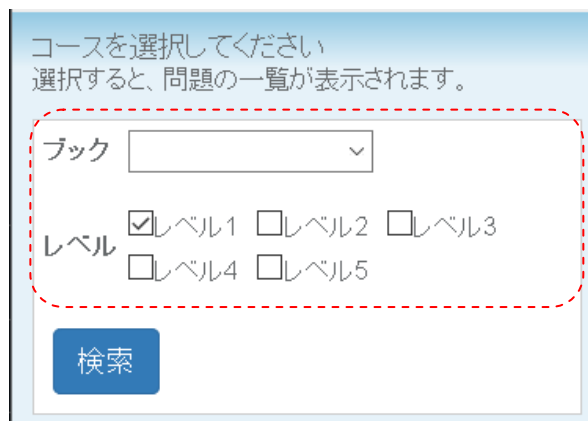 コースを選択してください
選択すると、問題の一覧が表示されます。
ブック
レベル
レベル1 レベル2 レベル3
レベル4 レベル5
検索